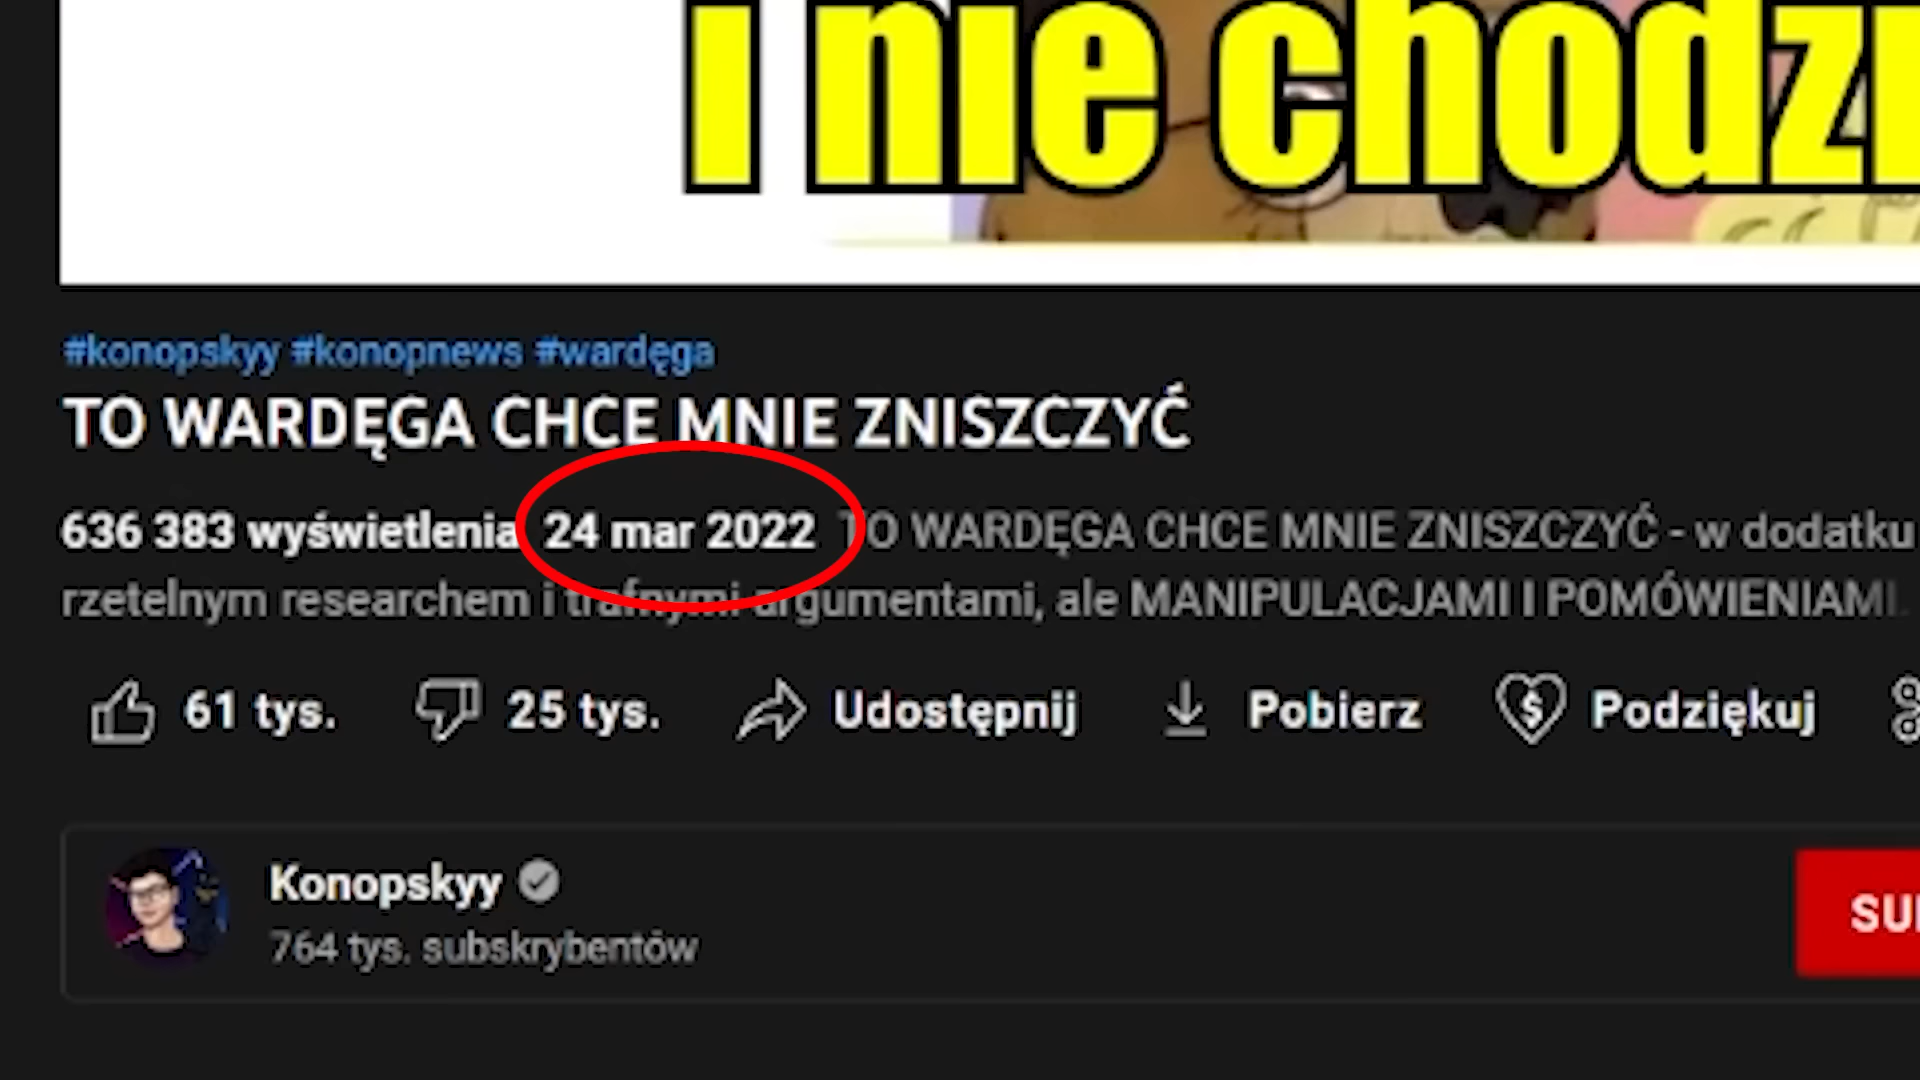 i nie chodzi
#konopskyy #konopnews #wardęga
TO WARDĘGA CHCE MNIE ZNISZCZYĆ
636 383 wyświetlenia 24 mar 2022 TO WARDĘGA CHCE MNIE ZNISZCZYĆ - w dodatku
rzetelnym researchem i trafnymi argumentami, ale MANIPULACJAMI I POMÓWIENIAMI.
61 tys. 25 tys. Udostępnij Pobierz Podziękuj
Konopskyy
764 tys. subskrybentów
SU